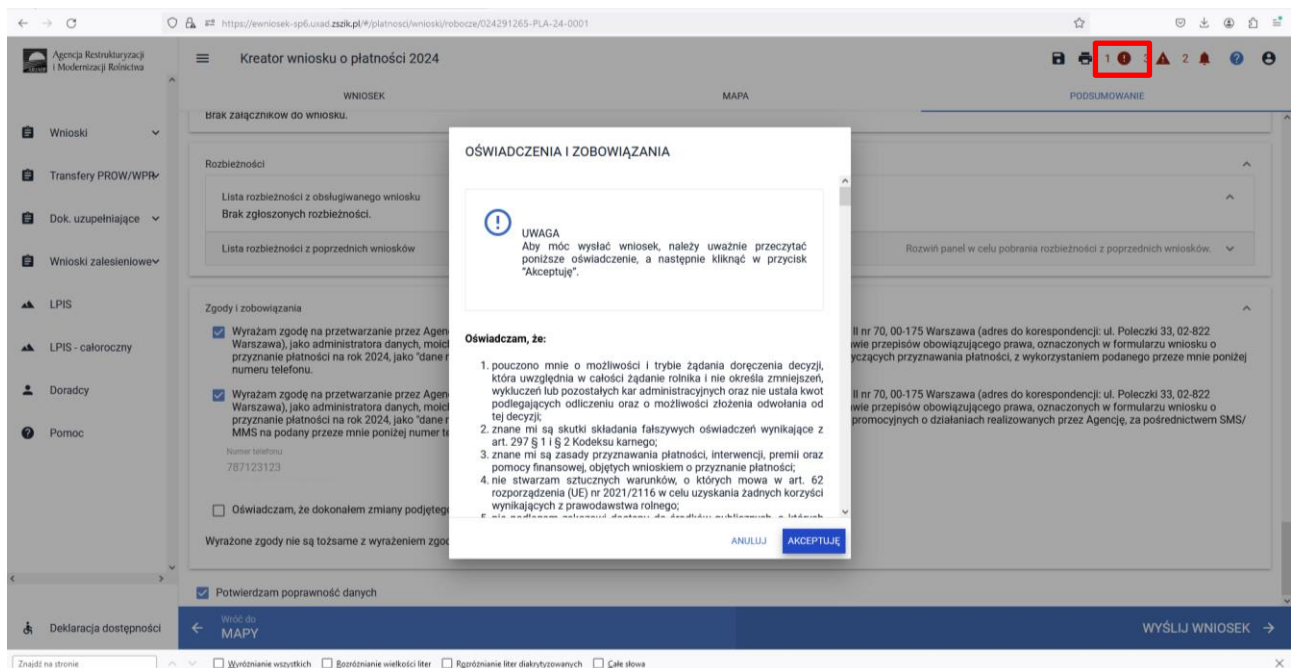 https://ewniosek-sp6.uxad.zszik.pl/#/platnosci/wnioski/robocze/024291265-PLA-24-0001
Agencja Restrukturyzacji
i Modernizacji Rolnictwa
Kreator wniosku o płatności 2024
1 3 2
WNIOSEK MAPA PODSUMOWANIE
Brak załączników do wniosku.
Wnioski
Transfery PROW/WPR
Dok. uzupełniające
Wnioski zalesieniowe
LPIS
LPIS - całoroczny
Doradcy
Pomoc
Deklaracja dostępności
Rozbieżności
Lista rozbieżności z obsługiwanego wniosku
Brak zgłoszonych rozbieżności.
Lista rozbieżności z poprzednich wniosków
Rozwiń panel w celu pobrania rozbieżności z poprzednich wniosków.
Zgody i zobowiązania
Wyrażam zgodę na przetwarzanie przez Agen II nr 70, 00-175 Warszawa (adres do korespondencji: ul. Poleczki 33, 02-822
Warszawa), jako administratora danych, moich wie przepisów obowiązującego prawa, oznaczonych w formularzu wniosku o
przyznanie płatności na rok 2024, jako "dane n yczących przyznawania płatności, z wykorzystaniem podanego przeze mnie poniżej
numeru telefonu.
Wyrażam zgodę na przetwarzanie przez Agen II nr 70, 00-175 Warszawa (adres do korespondencji: ul. Poleczki 33, 02-822
Warszawa), jako administratora danych, moich wie przepisów obowiązującego prawa, oznaczonych w formularzu wniosku o
przyznanie płatności na rok 2024, jako "dane n promocyjnych o działaniach realizowanych przez Agencję, za pośrednictwem SMS/
MMS na podany przeze mnie poniżej numer te
Numer telefonu
787123123
Oświadczam, że dokonałem zmiany podjęteg
Wyrażone zgody nie są tożsame z wyrażeniem zgod
Potwierdzam poprawność danych
Wróć do
MAPY
WYŚLIJ WNIOSEK
OŚWIADCZENIA I ZOBOWIĄZANIA
UWAGA
Aby móc wysłać wniosek, należy uważnie przeczytać
poniższe oświadczenie, a następnie kliknąć w przycisk
"Akceptuję".
Oświadczam, że:
1. pouczono mnie o możliwości i trybie żądania doręczenia decyzji,
która uwzględnia w całości żądanie rolnika i nie określa zmniejszeń,
wykluczeń lub pozostałych kar administracyjnych oraz nie ustala kwot
podlegających odliczeniu oraz o możliwości złożenia odwołania od
tej decyzji;
2. znane mi są skutki składania fałszywych oświadczeń wynikające z
art. 297 § 1 i § 2 Kodeksu karnego;
3. znane mi są zasady przyznawania płatności, interwencji, premii oraz
pomocy finansowej, objętych wnioskiem o przyznanie płatności;
4. nie stwarzam sztucznych warunków, o których mowa w art. 62
rozporządzenia (UE) nr 2021/2116 w celu uzyskania żadnych korzyści
wynikających z prawodawstwa rolnego;
5. nie podlegam zakazowi dostępu do środków publicznych, o których
ANULUJ AKCEPTUJĘ
Znajdź na stronie
Wyróżnianie wszystkich Rozróżnianie wielkości liter Rozróżnianie liter diakrytyzowanych Całe słowa